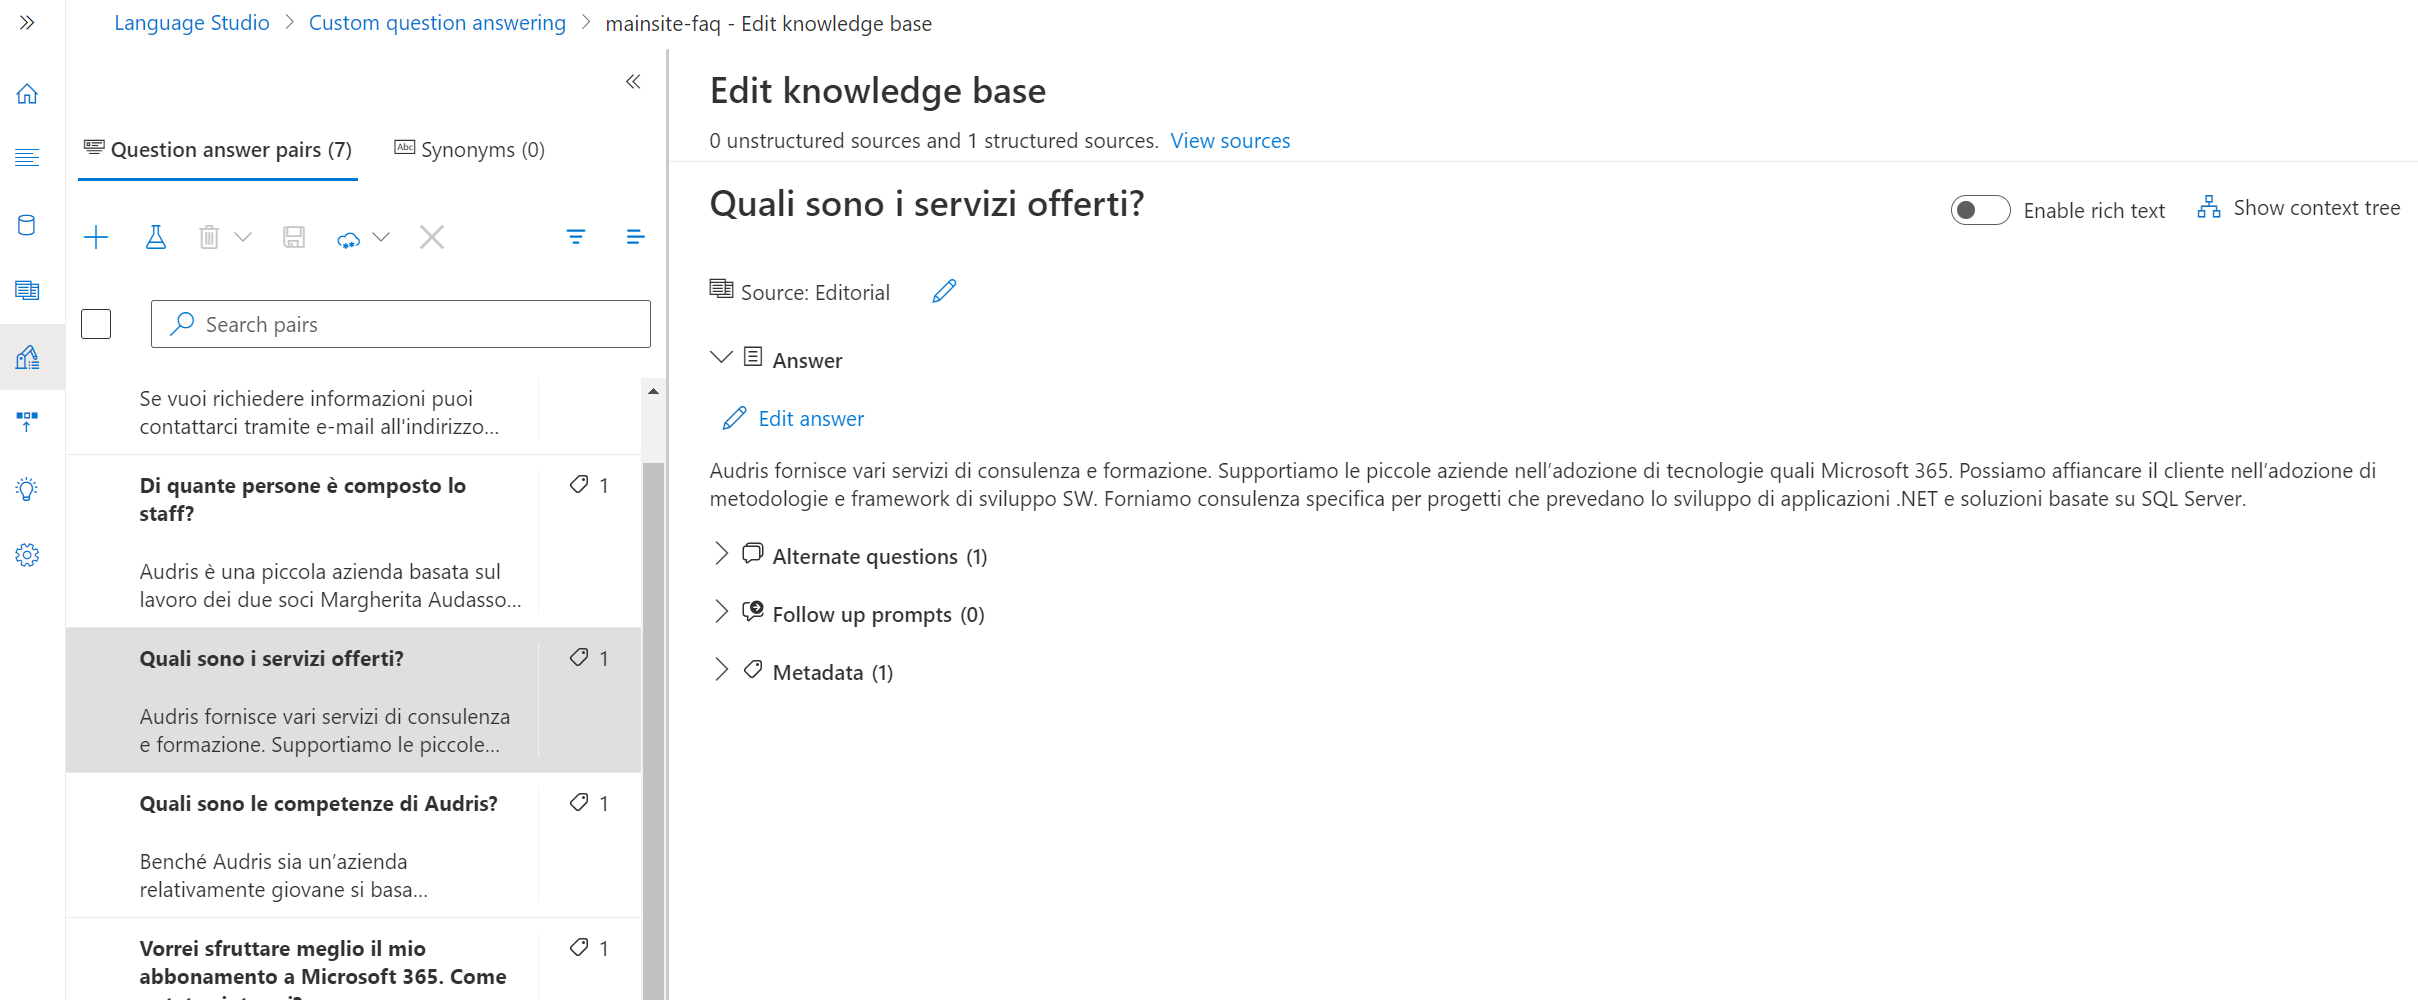 Language Studio > Custom question answering > mainsite-faq - Edit knowledge base
Question answer pairs (7)
Abc Synonyms (0)
Search pairs
Se vuoi richiedere informazioni puoi
contattarci tramite e-mail all'indirizzo...
Di quante persone è composto lo
staff?
1
Audris è una piccola azienda basata sul
lavoro dei due soci Margherita Audasso...
Quali sono i servizi offerti?
1
Audris fornisce vari servizi di consulenza
e formazione. Supportiamo le piccole...
Quali sono le competenze di Audris?
1
Benché Audris sia un’azienda
relativamente giovane si basa...
Vorrei sfruttare meglio il mio
abbonamento a Microsoft 365. Come
1
Edit knowledge base
0 unstructured sources and 1 structured sources. View sources
Quali sono i servizi offerti?
Enable rich text
Show context tree
Source: Editorial
Answer
Edit answer
Audris fornisce vari servizi di consulenza e formazione. Supportiamo le piccole aziende nell’adozione di tecnologie quali Microsoft 365. Possiamo affiancare il cliente nell’adozione di
metodologie e framework di sviluppo SW. Forniamo consulenza specifica per progetti che prevedano lo sviluppo di applicazioni .NET e soluzioni basate su SQL Server.
Alternate questions (1)
Follow up prompts (0)
Metadata (1)